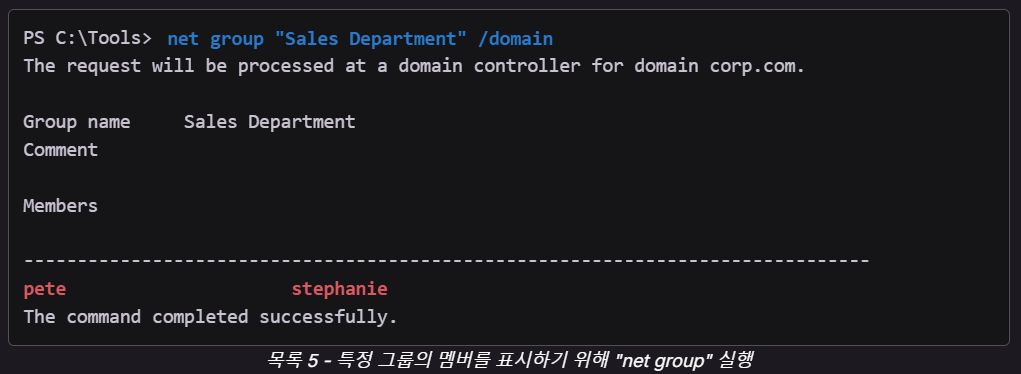 PS C:\Tools> net group "Sales Department" /domain
The request will be processed at a domain controller for domain corp.com.
Group name     Sales Department
Comment
Members
-------------------------------------------------------------------------------
pete                     stephanie
The command completed successfully.
목록 5 - 특정 그룹의 멤버를 표시하기 위해 "net group" 실행